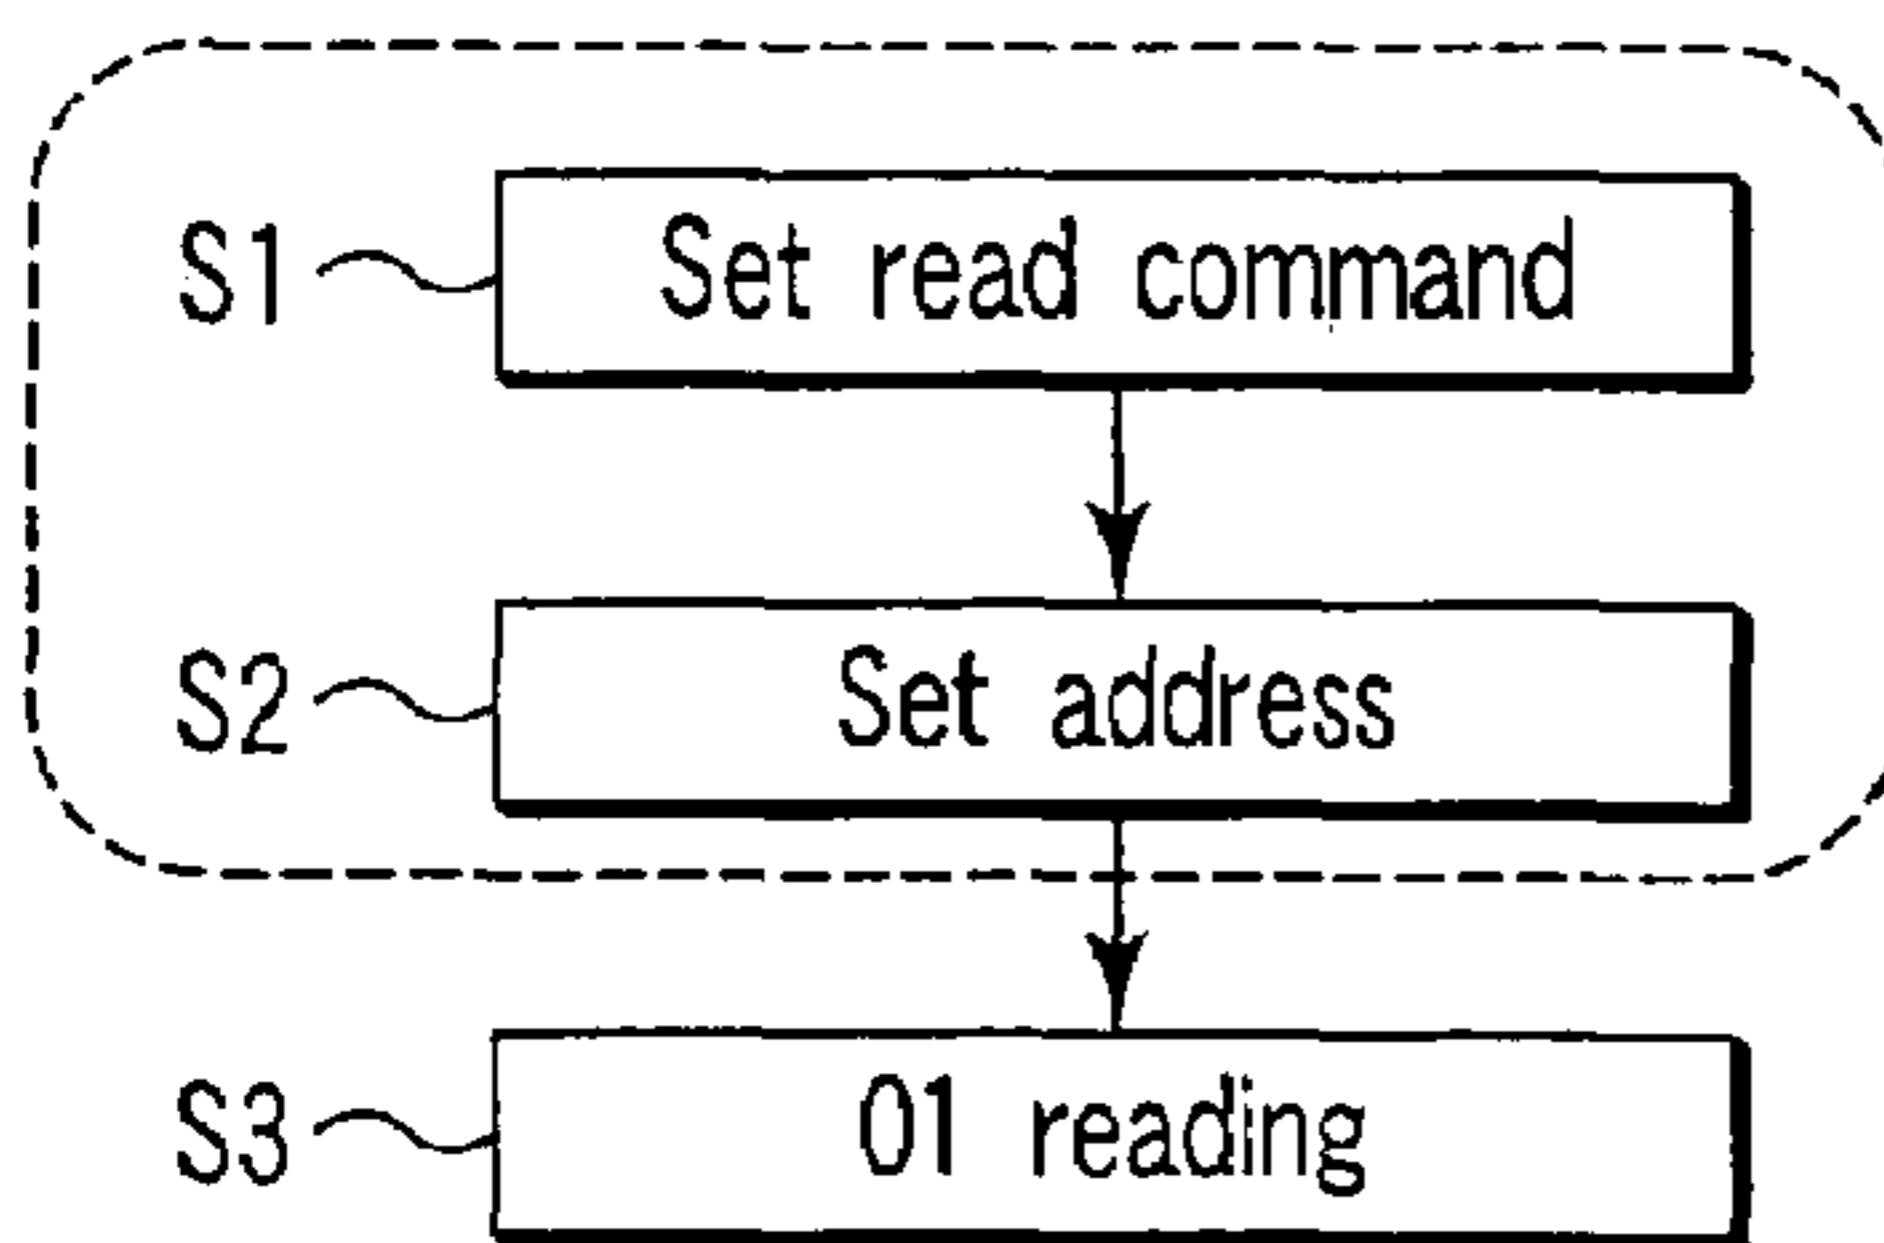 S1 Set read command
S2 Set address
S3 01 reading